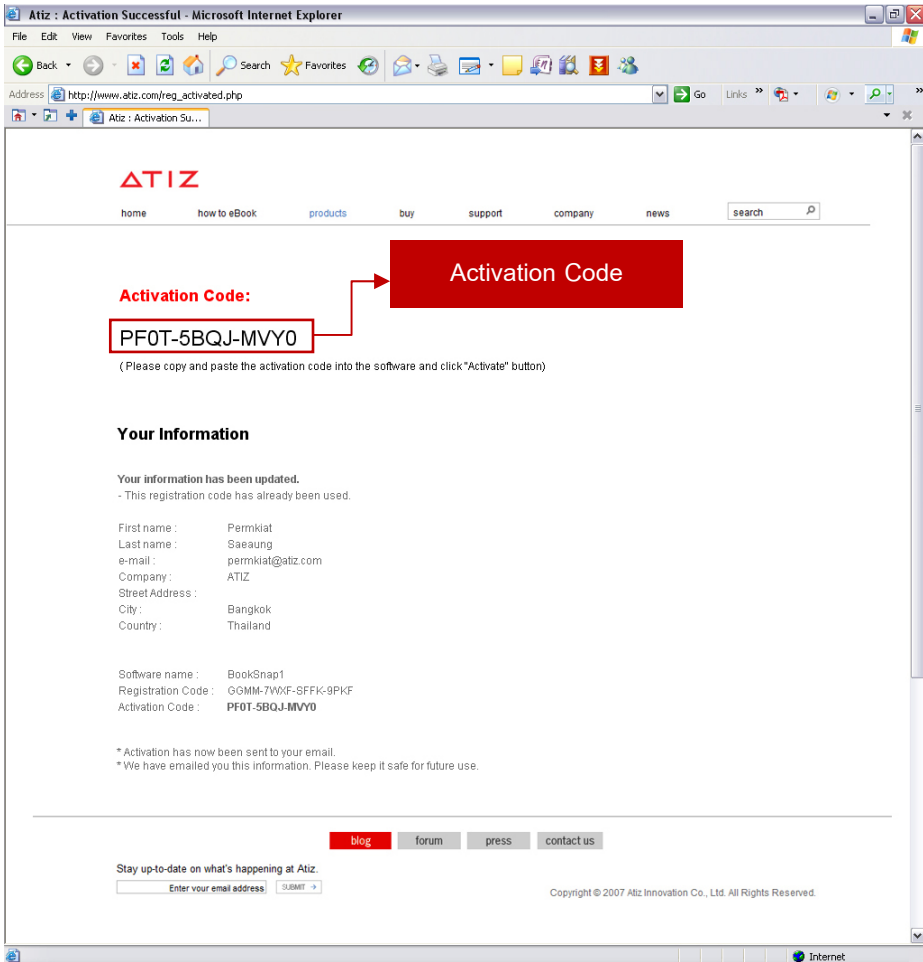 Atiz : Activation Successful - Microsoft Internet Explorer
File Edit View Favorites Tools Help
Back Search Favorites
Address http://www.atiz.com/reg_activated.php Go Links »
Atiz : Activation Su...
ATIZ
home how to eBook products buy support company news search
Activation Code
Activation Code:
PF0T-5BQJ-MVY0
( Please copy and paste the activation code into the software and click "Activate" button)
Your Information
Your information has been updated.
- This registration code has already been used.
First name : Permkiat
Last name : Saeaung
e-mail : permkiat@atiz.com
Company : ATIZ
Street Address :
City : Bangkok
Country : Thailand
Software name : BookSnap1
Registration Code : GGMM-7WXF-SFFK-9PKF
Activation Code : PF0T-5BQJ-MVY0
* Activation has now been sent to your email.
* We have emailed you this information. Please keep it safe for future use.
blog forum press contact us
Stay up-to-date on what's happening at Atiz.
Enter your email address SUBMIT
Copyright © 2007 Atiz Innovation Co., Ltd. All Rights Reserved.
Internet